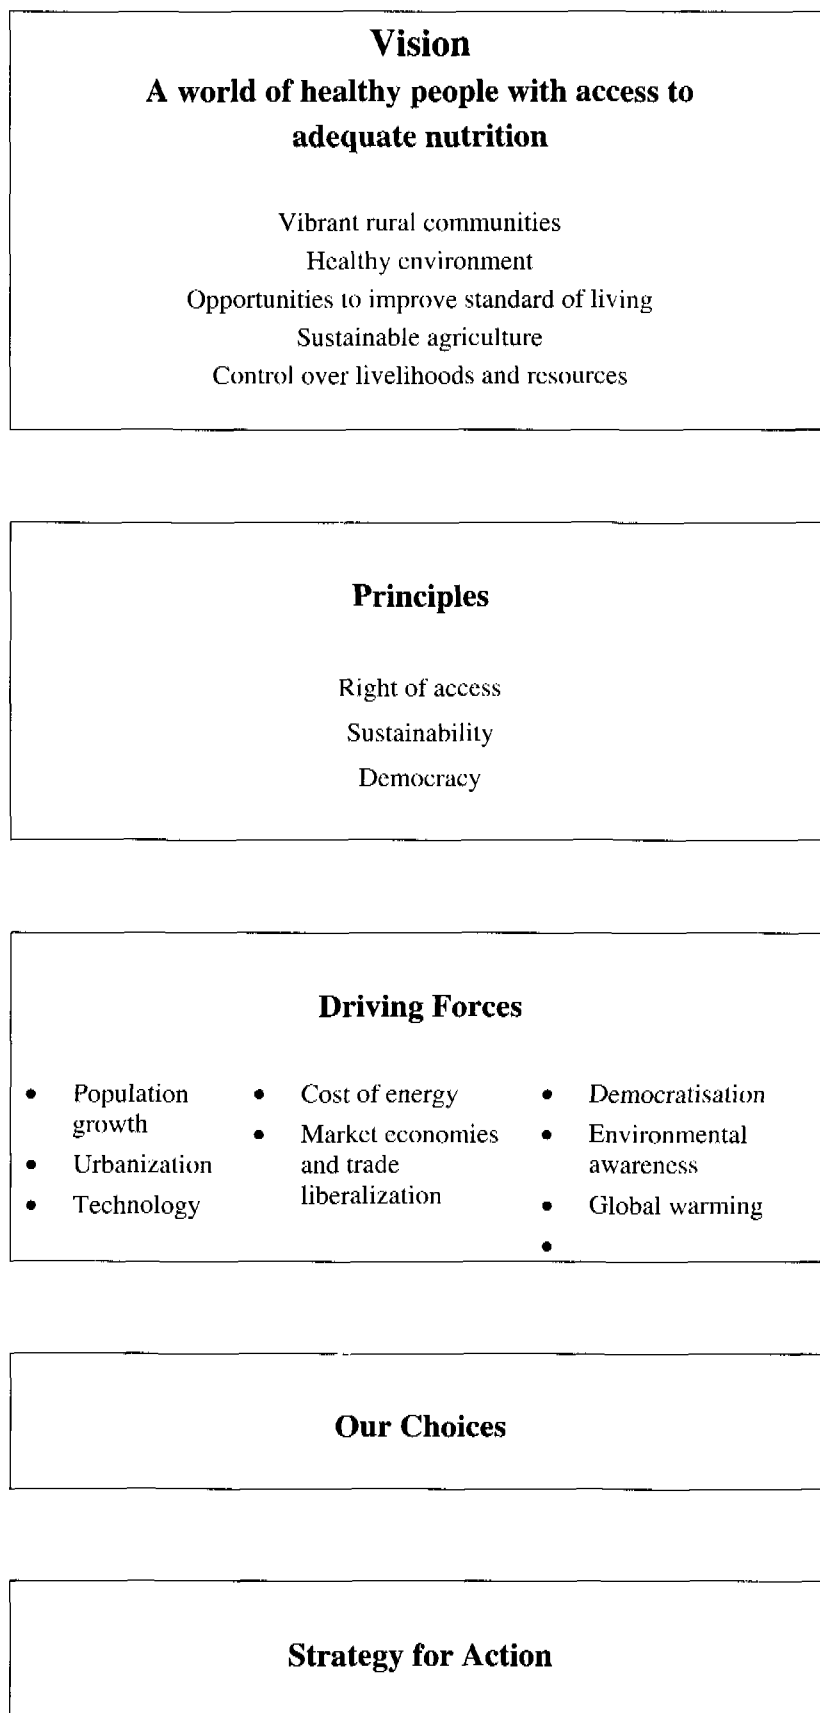 Vision
A world of healthy people with access to
adequate nutrition
Vibrant rural communities
Healthy environment
Opportunities to improve standard of living
Sustainable agriculture
Control over livelihoods and resources
Principles
Right of access
Sustainability
Democracy
Driving Forces
• Population
growth
• Urbanization
• Technology
• Cost of energy
• Market economies
and trade
liberalization
• Democratisation
• Environmental
awareness
• Global warming
•
Our Choices
Strategy for Action